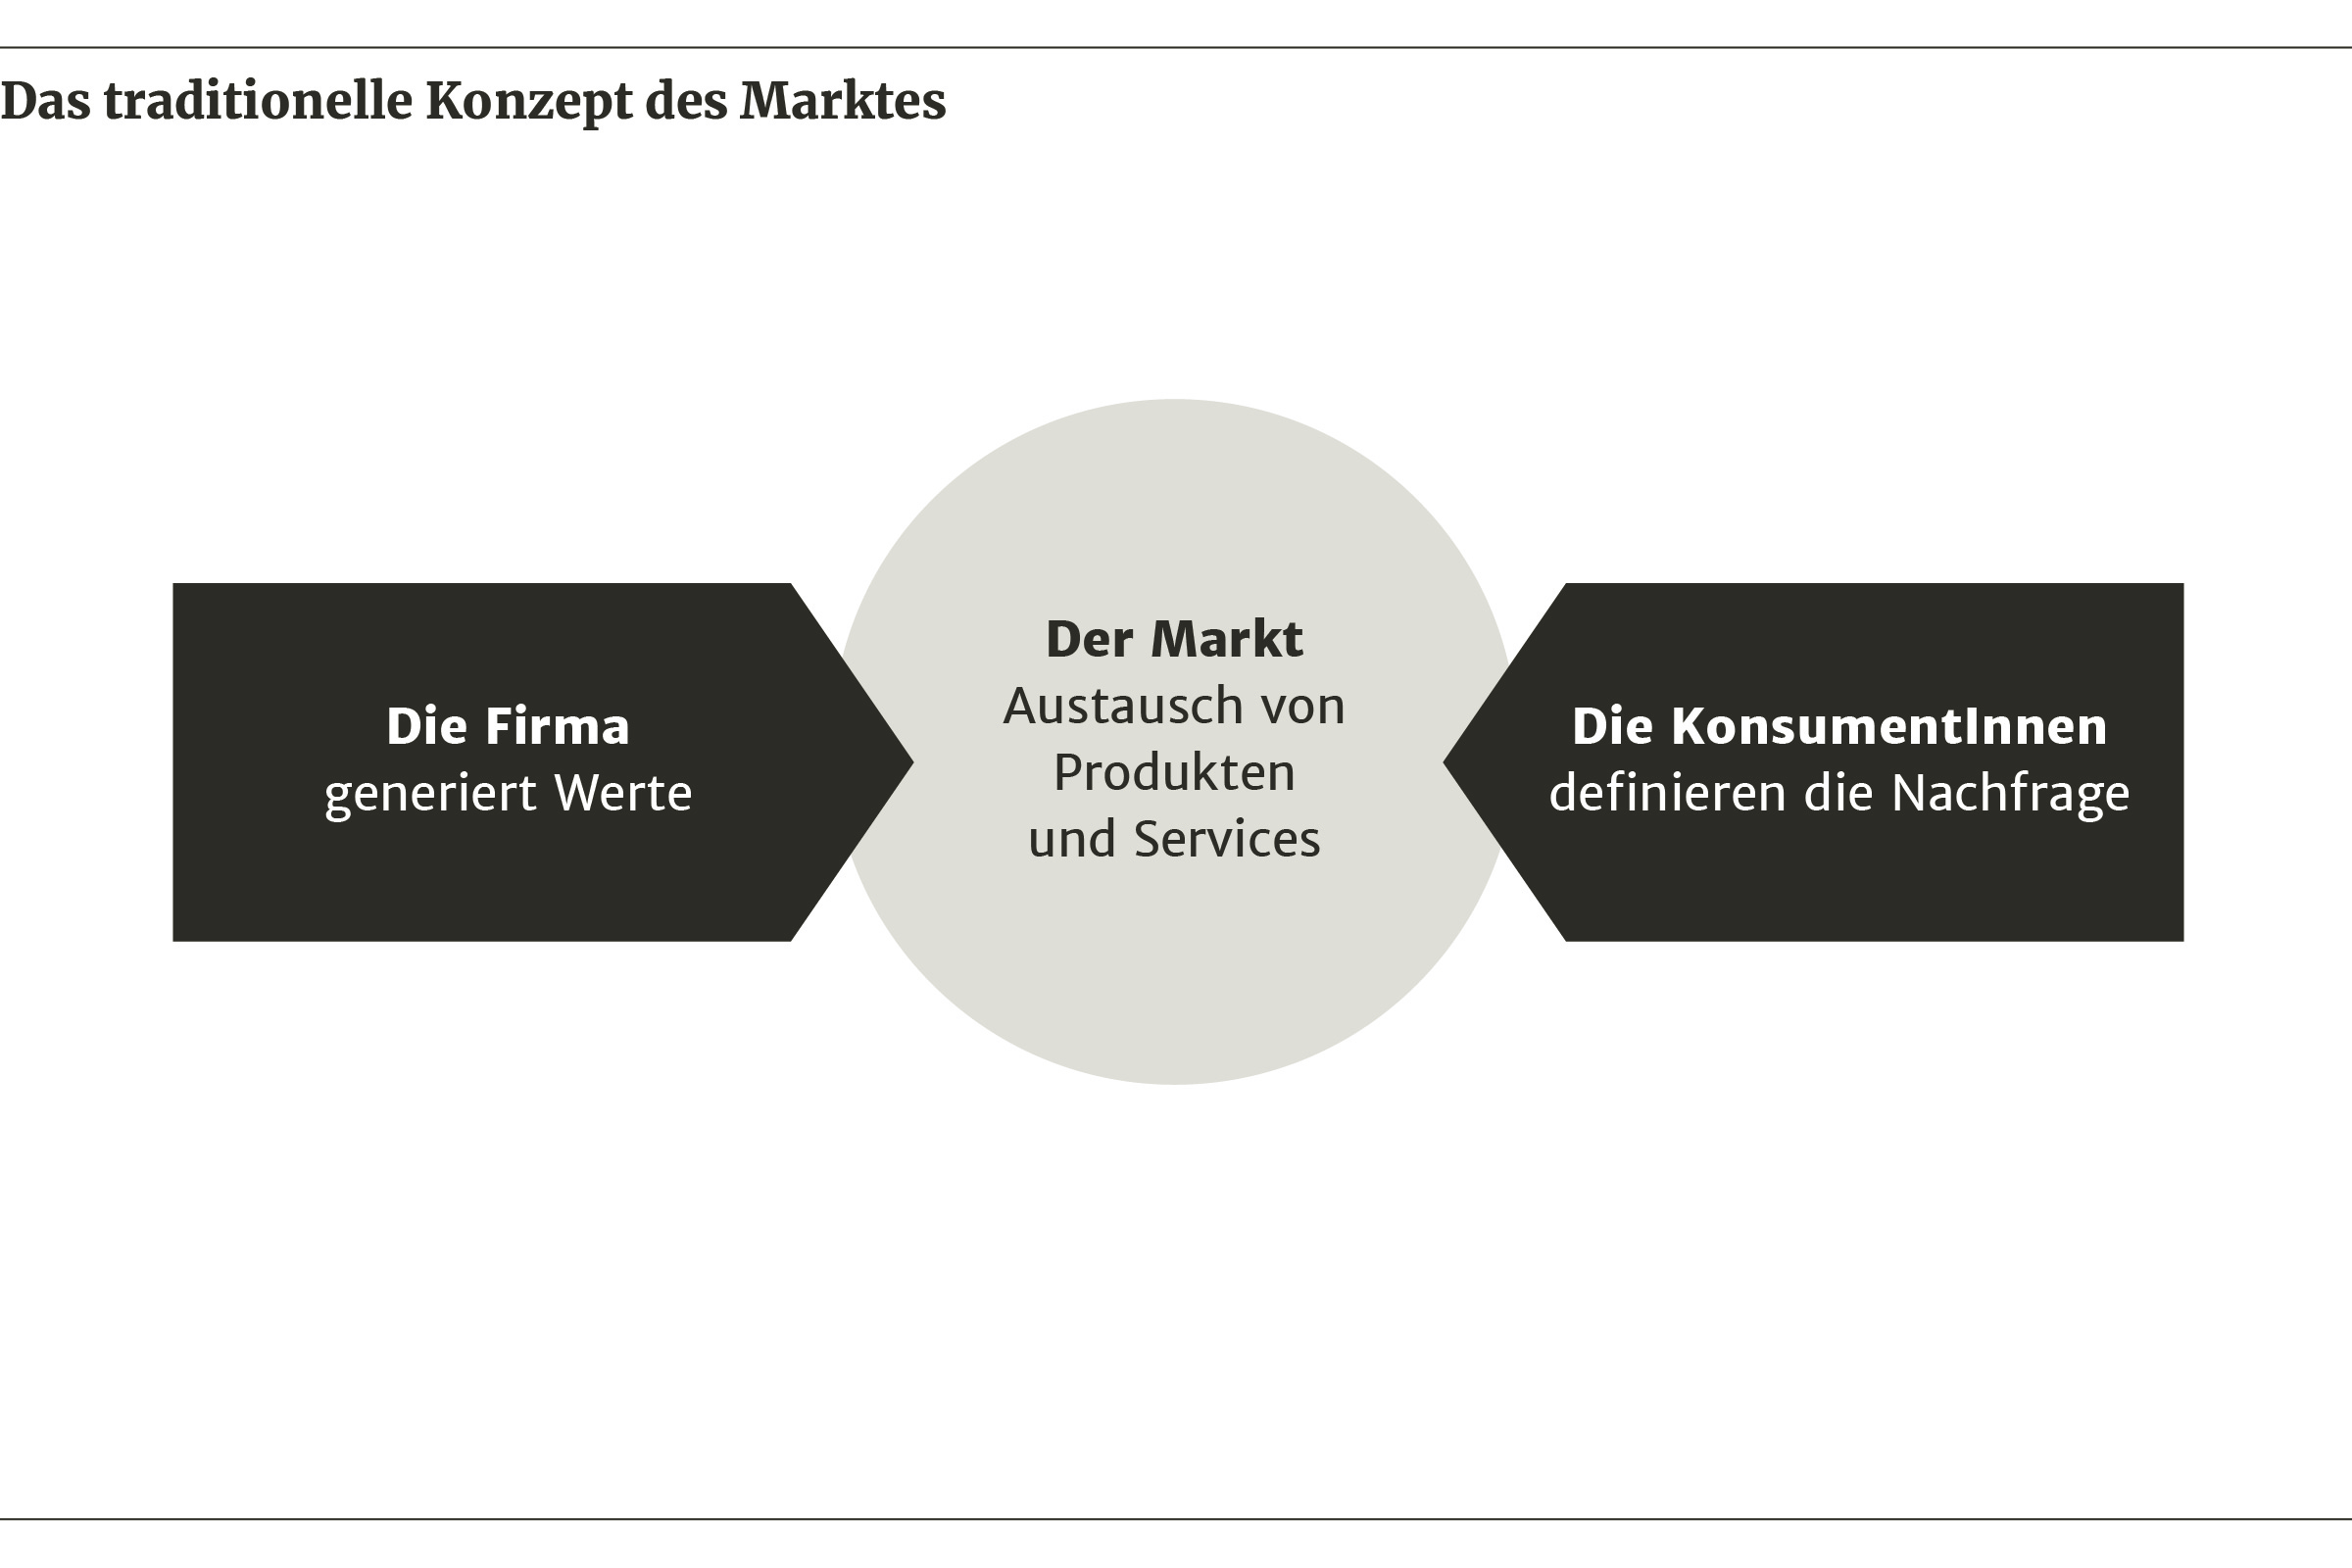 Das traditionelle Konzept des Marktes
Die Firma
generiert Werte
Der Markt
Austausch von
Produkten
und Services
Die KonsumentInnen
definieren die Nachfrage